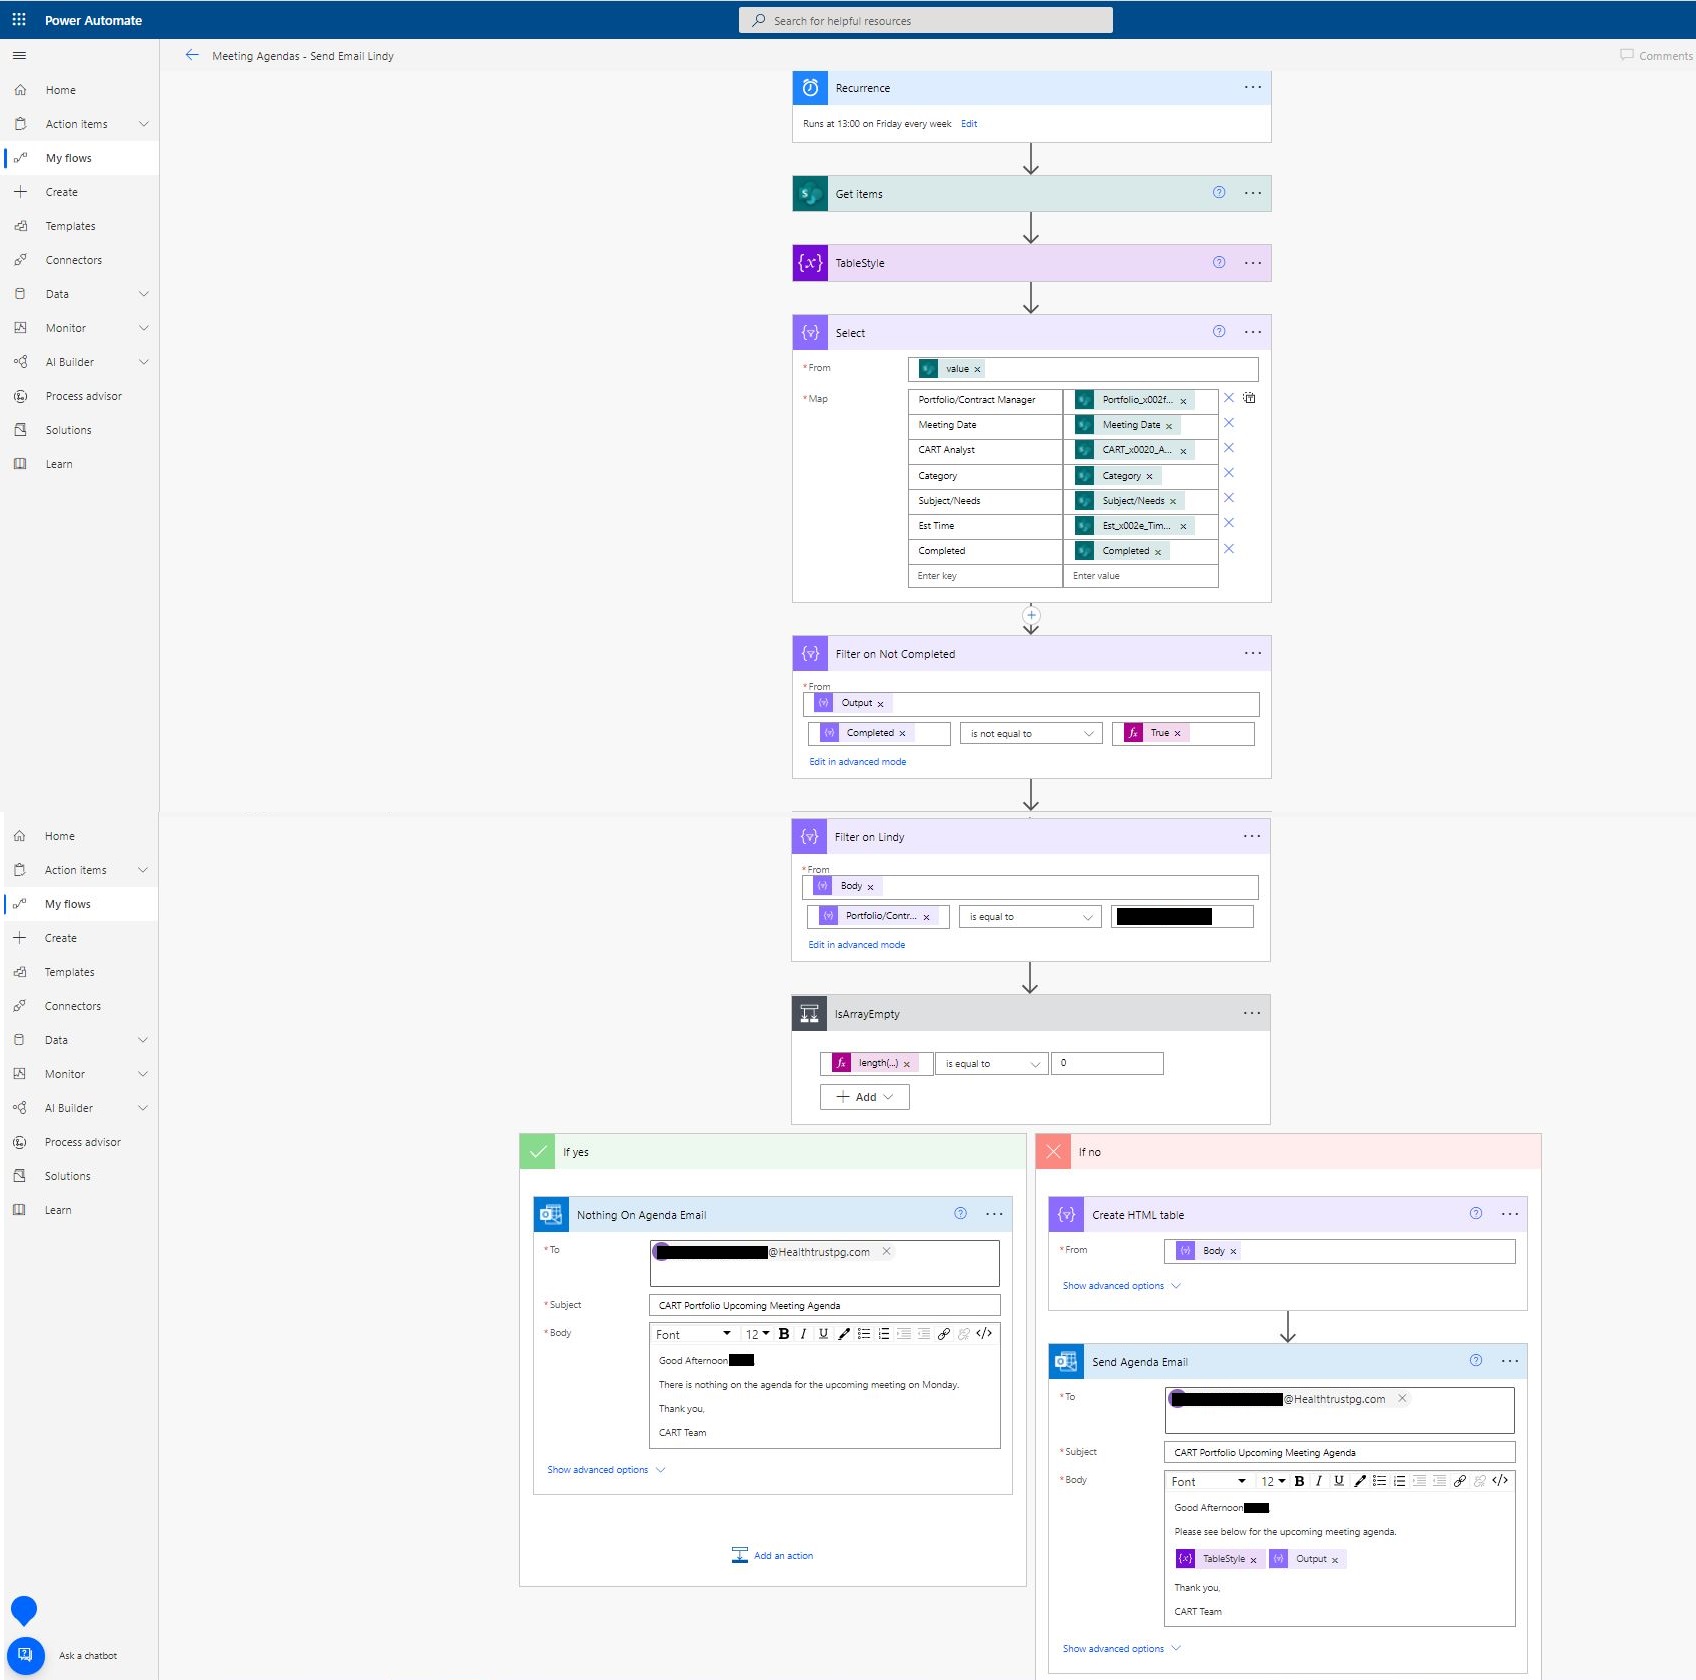 Power Automate
Search for helpful resources
Meeting Agendas - Send Email Lindy
Comments
Home
Action items
My flows
Create
Templates
Connectors
Data
Monitor
AI Builder
Process advisor
Solutions
Learn
Recurrence
Runs at 13:00 on Friday every week Edit
Get items
TableStyle
Select
* From
value
* Map
Portfolio/Contract Manager Portfolio_x002f...
Meeting Date Meeting Date
CART Analyst CART_x0020_A...
Category Category
Subject/Needs Subject/Needs
Est Time Est_x002e_Tim...
Completed Completed
Enter key Enter value
Filter on Not Completed
* From
Output
Completed is not equal to True
Edit in advanced mode
Home
Action items
My flows
Create
Templates
Connectors
Data
Monitor
AI Builder
Process advisor
Solutions
Learn
Ask a chatbot
Filter on Lindy
* From
Body
Portfolio/Contr... is equal to
Edit in advanced mode
IsArrayEmpty
length(...) is equal to 0
Add
If yes
Nothing On Agenda Email
* To
@Healthtrustpg.com
* Subject
CART Portfolio Upcoming Meeting Agenda
* Body
Font 12 B I U </>
Good Afternoon
There is nothing on the agenda for the upcoming meeting on Monday.
Thank you,
CART Team
Show advanced options
Add an action
If no
Create HTML table
* From
Body
Show advanced options
Send Agenda Email
* To
@Healthtrustpg.com
* Subject
CART Portfolio Upcoming Meeting Agenda
* Body
Font 12 B I U </>
Good Afternoon
Please see below for the upcoming meeting agenda.
TableStyle Output
Thank you,
CART Team
Show advanced options